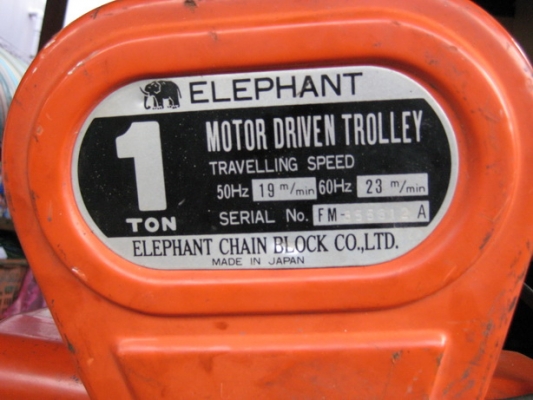 ELEPHANT
1 TON
MOTOR DRIVEN TROLLEY
TRAVELLING SPEED
50Hz 19 m/min 60Hz 23 m/min
SERIAL No. FM- A
ELEPHANT CHAIN BLOCK CO.,LTD.
MADE IN JAPAN